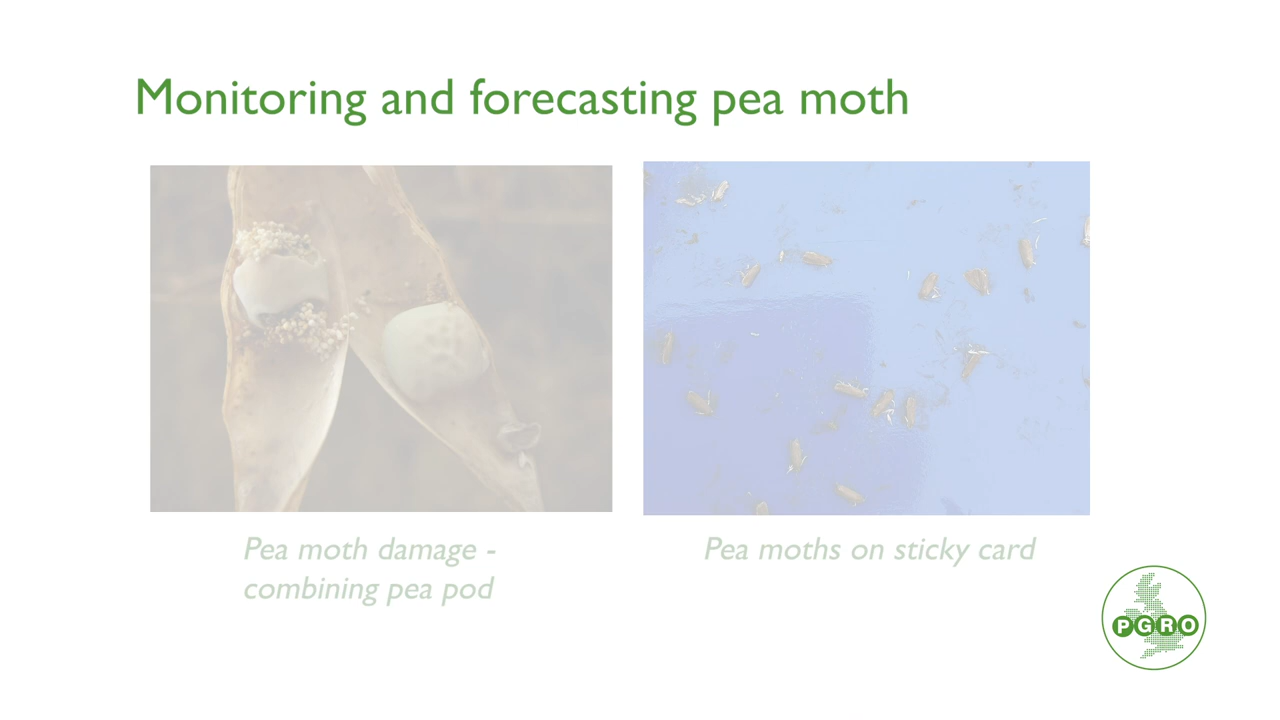 Monitoring and forecasting pea moth
Pea moth damage -
combining pea pod
Pea moths on sticky card
PGRO